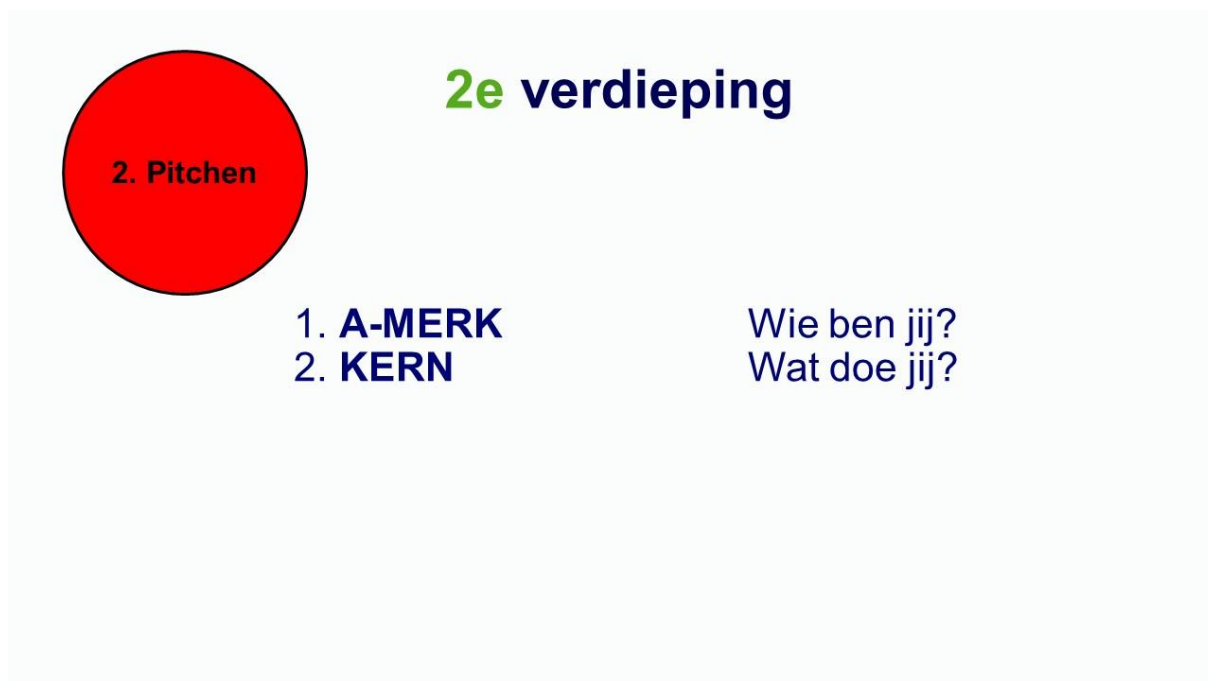 2e verdieping
2. Pitchen
1. A-MERK Wie ben jij?
2. KERN Wat doe jij?